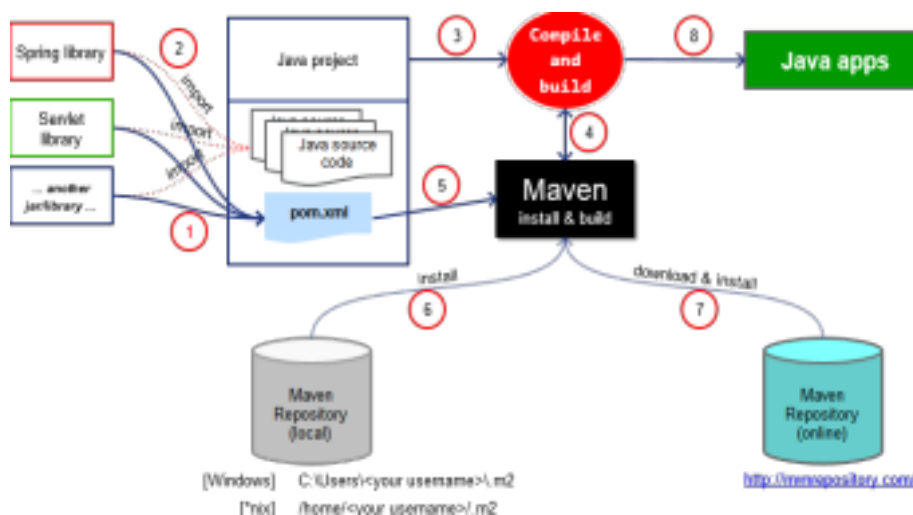 Spring library
2
3
Compile
and
build
8
Java apps
Java project
import
Servlet
library
import
4
Java source
code
import
... another
jar/library ...
5
Maven
install & build
pom.xml
1
install
download & install
6
7
Maven
Repository
(local)
Maven
Repository
(online)
[Windows] C:\Users\<your username>\.m2
[*nix] /home/<your username>/.m2